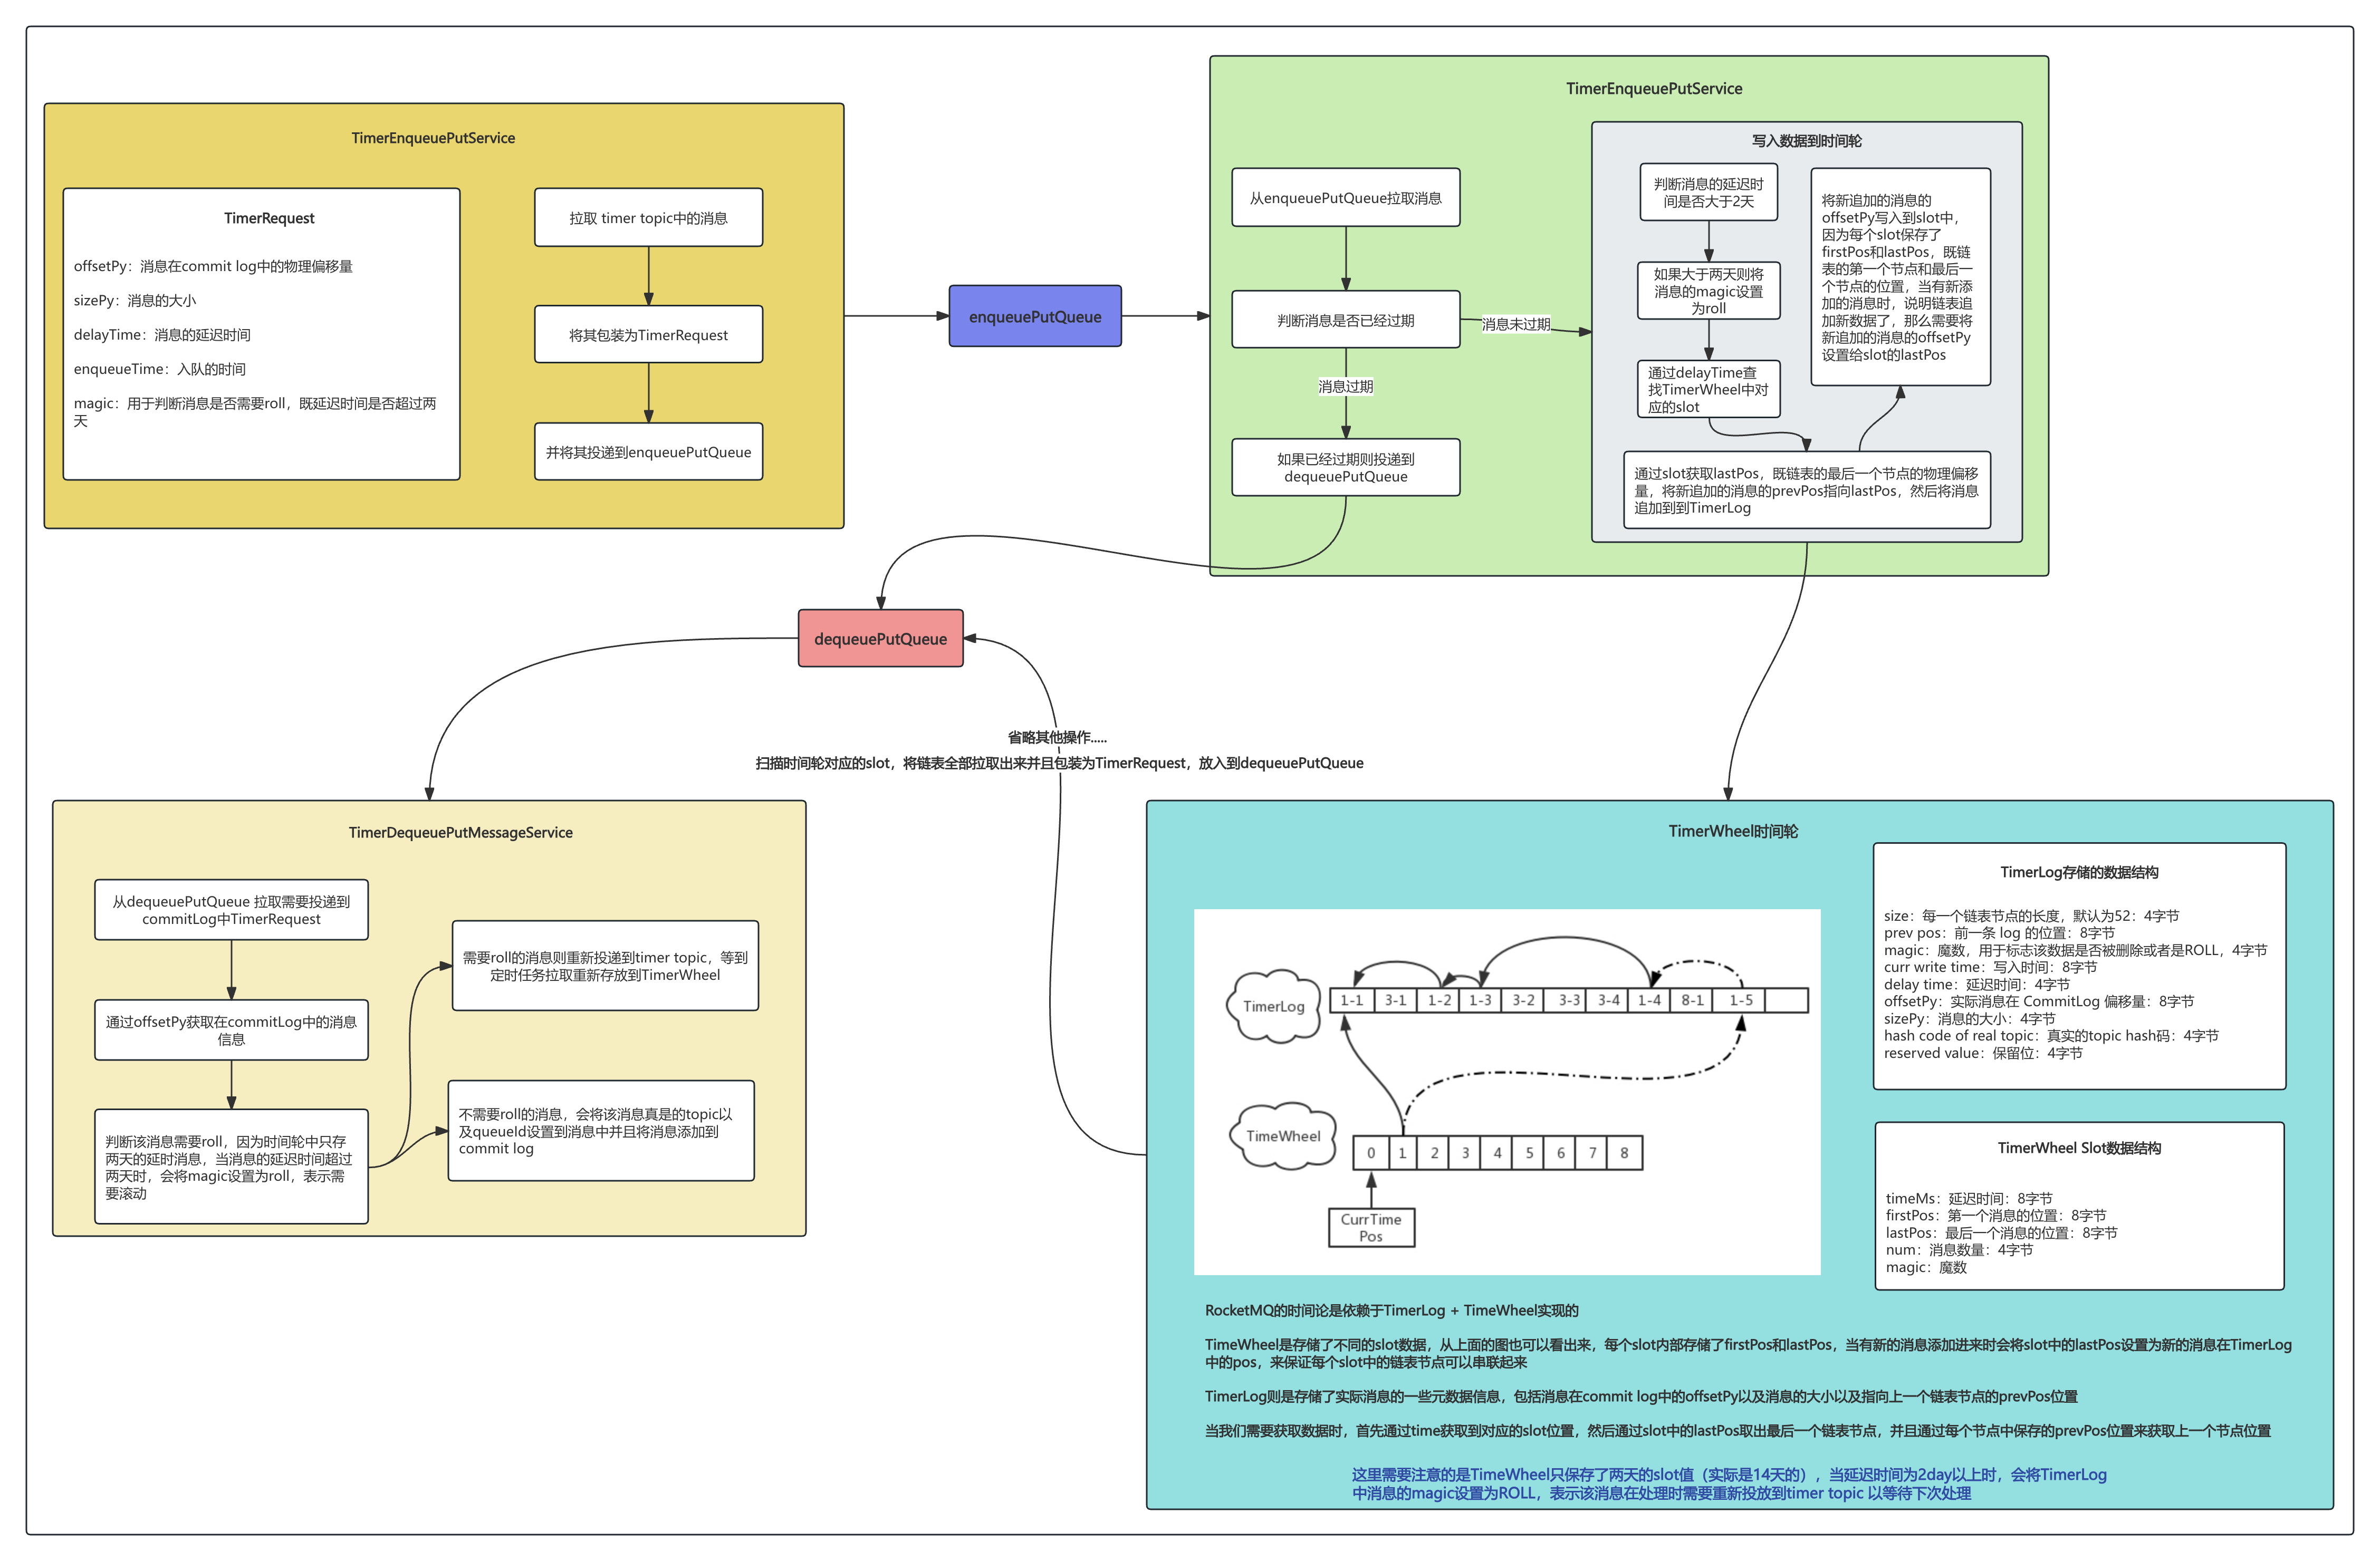 TimerEnqueuePutService
TimerRequest
offsetPy：消息在commit log中的物理偏移量
sizePy：消息的大小
delayTime：消息的延迟时间
enqueueTime：入队的时间
magic：用于判断消息是否需要roll，既延迟时间是否超过两
天
拉取 timer topic中的消息
将其包装为TimerRequest
并将其投递到enqueuePutQueue
enqueuePutQueue
TimerEnqueuePutService
从enqueuePutQueue拉取消息
判断消息是否已经过期
消息未过期
消息过期
如果已经过期则投递到
dequeuePutQueue
写入数据到时间轮
判断消息的延迟时
间是否大于2天
如果大于两天则将
消息的magic设置
为roll
通过delayTime查
找TimerWheel中对
应的slot
通过slot获取lastPos，既链表的最后一个节点的物理偏移
量，将新追加的消息的prevPos指向lastPos，然后将消息
追加到到TimerLog
将新追加的消息的
offsetPy写入到slot中，
因为每个slot保存了
firstPos和lastPos，既链
表的第一个节点和最后一
个节点的位置，当有新添
加的消息时，说明链表追
加新数据了，那么需要将
新追加的消息的offsetPy
设置给slot的lastPos
dequeuePutQueue
省略其他操作.....
扫描时间轮对应的slot，将链表全部拉取出来并且包装为TimerRequest，放入到dequeuePutQueue
TimerDequeuePutMessageService
从dequeuePutQueue 拉取需要投递到
commitLog中TimerRequest
通过offsetPy获取在commitLog中的消息
信息
判断该消息需要roll，因为时间轮中只存
两天的延时消息，当消息的延迟时间超过
两天时，会将magic设置为roll，表示需
要滚动
需要roll的消息则重新投递到timer topic，等到
定时任务拉取重新存放到TimerWheel
不需要roll的消息，会将该消息真是的topic以
及queueId设置到消息中并且将消息添加到
commit log
TimerWheel时间轮
TimerLog
1-1 3-1 1-2 1-3 3-2 3-3 3-4 1-4 8-1 1-5
TimeWheel
0 1 2 3 4 5 6 7 8
CurrTime
Pos
TimerLog存储的数据结构
size：每一个链表节点的长度，默认为52：4字节
prev pos：前一条 log 的位置：8字节
magic：魔数，用于标志该数据是否被删除或者是ROLL，4字节
curr write time：写入时间：8字节
delay time：延迟时间：4字节
offsetPy：实际消息在 CommitLog 偏移量：8字节
sizePy：消息的大小：4字节
hash code of real topic：真实的topic hash码：4字节
reserved value：保留位：4字节
TimerWheel Slot数据结构
timeMs：延迟时间：8字节
firstPos：第一个消息的位置：8字节
lastPos：最后一个消息的位置：8字节
num：消息数量：4字节
magic：魔数
RocketMQ的时间论是依赖于TimerLog + TimeWheel实现的
TimeWheel是存储了不同的slot数据，从上面的图也可以看出来，每个slot内部存储了firstPos和lastPos，当有新的消息添加进来时会将slot中的lastPos设置为新的消息在TimerLog
中的pos，来保证每个slot中的链表节点可以串联起来
TimerLog则是存储了实际消息的一些元数据信息，包括消息在commit log中的offsetPy以及消息的大小以及指向上一个链表节点的prevPos位置
当我们需要获取数据时，首先通过time获取到对应的slot位置，然后通过slot中的lastPos取出最后一个链表节点，并且通过每个节点中保存的prevPos位置来获取上一个节点位置
这里需要注意的是TimeWheel只保存了两天的slot值（实际是14天的），当延迟时间为2day以上时，会将TimerLog
中消息的magic设置为ROLL，表示该消息在处理时需要重新投放到timer topic 以等待下次处理